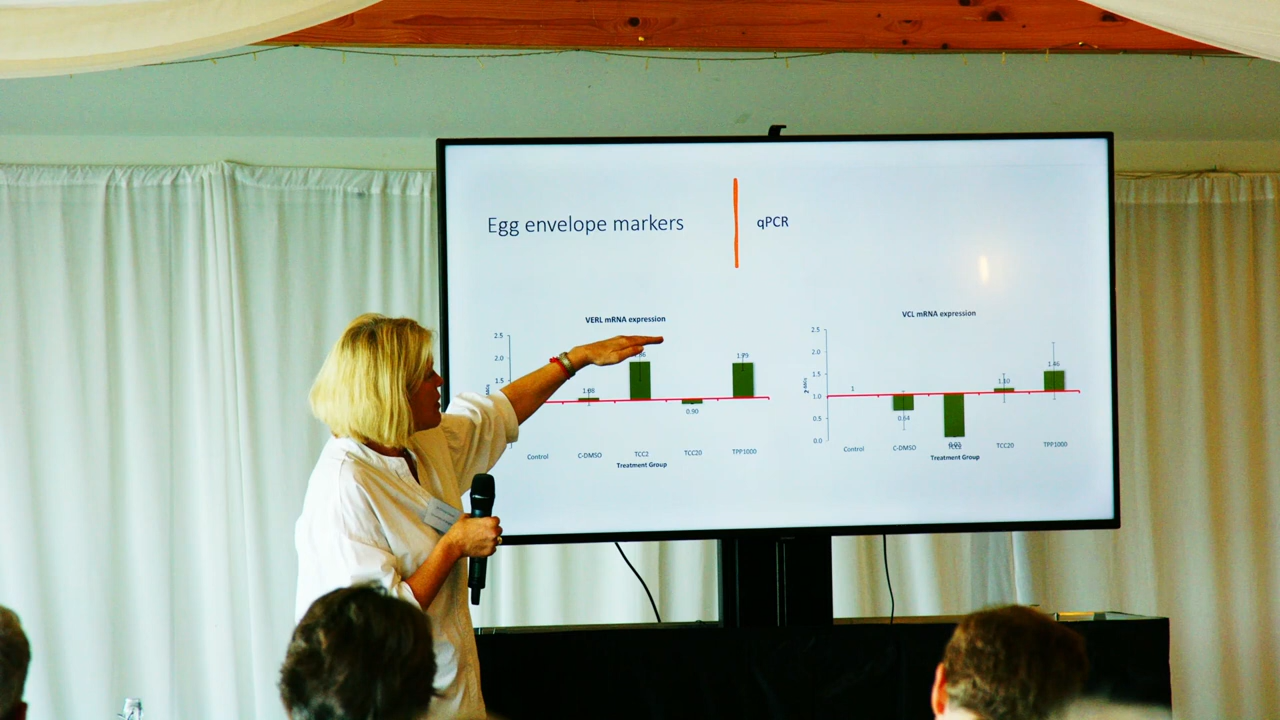 Egg envelope markers
qPCR
VERL mRNA expression
2.5
2.0
1.5
1.06
1.79
0.90
Control
C-DMSO
TCC2
TCC20
TPP1000
Treatment Group
VCL mRNA expression
2.5
2.0
1.5
1.0
0.5
0.0
1
0.64
1.10
1.46
Control
C-DMSO
TCC20
TPP1000
Treatment Group